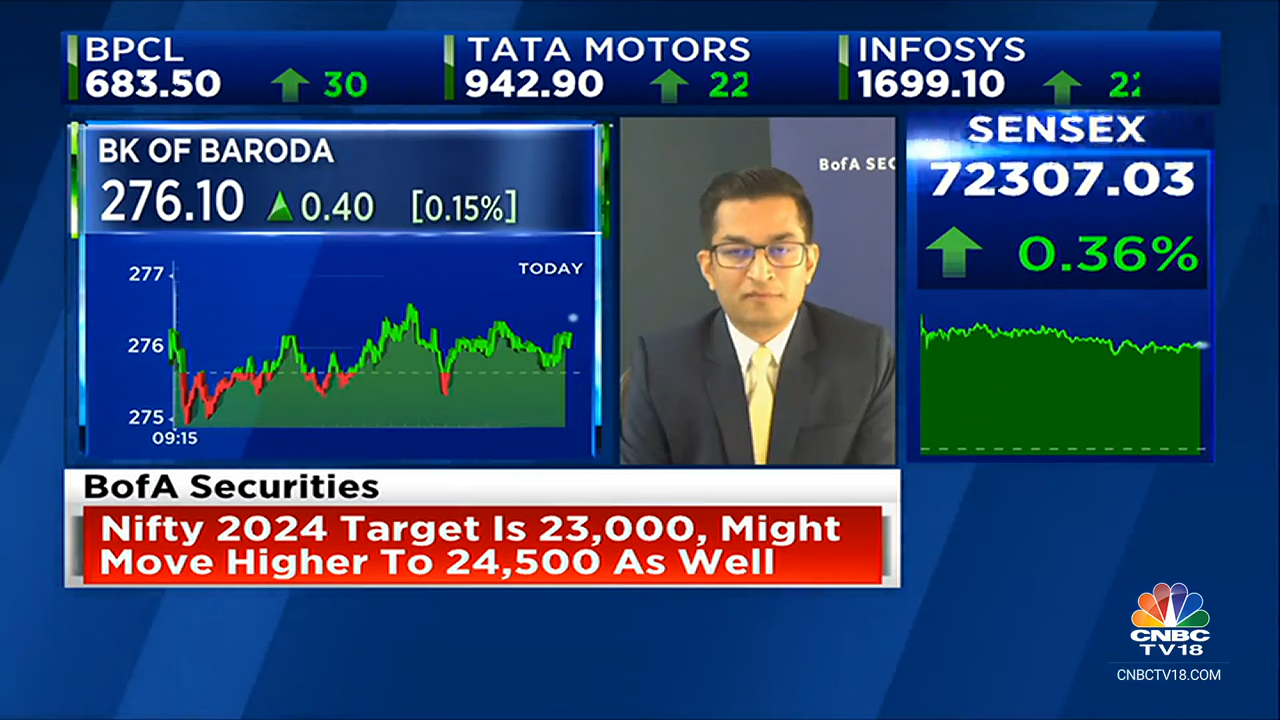 BPCL
683.50 30
TATA MOTORS
942.90 22
INFOSYS
1699.10
BK OF BARODA
276.10 0.40 [0.15%]
TODAY
277
276
275
09:15
BofA SEC
SENSEX
72307.03
0.36%
BofA Securities
Nifty 2024 Target Is 23,000, Might
Move Higher To 24,500 As Well
CNBC
TV18
CNBCTV18.COM